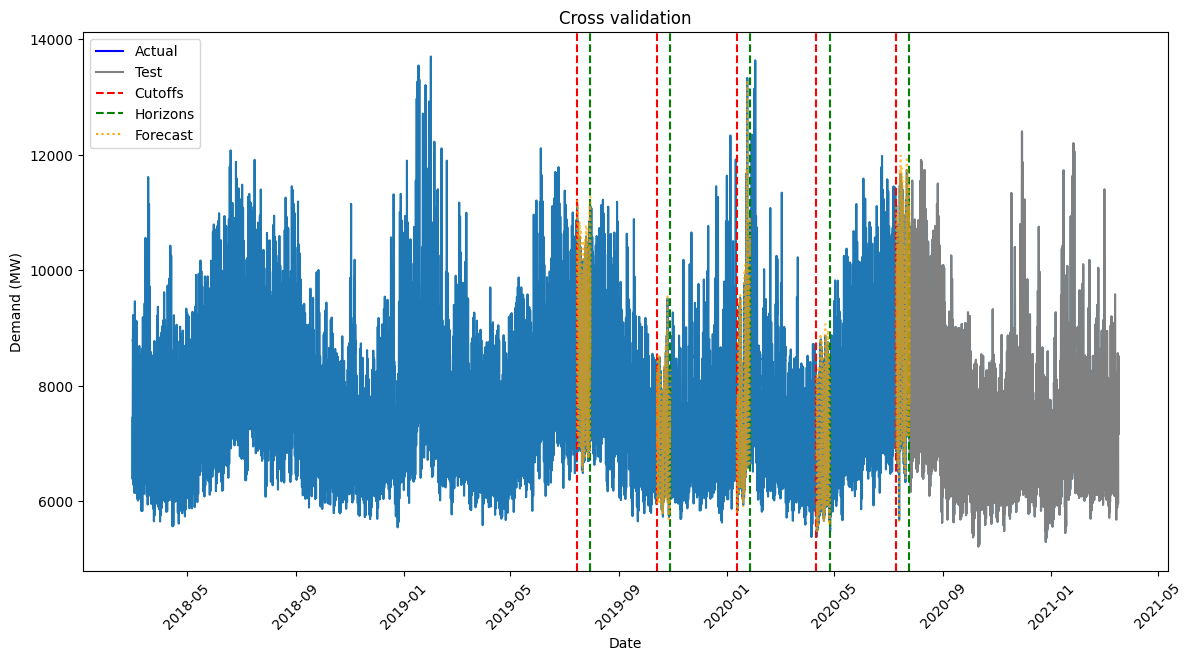 Cross validation
Actual
Test
Cutoffs
Horizons
Forecast
Demand (MW)
14000
12000
10000
8000
6000
2018-05
2018-09
2019-01
2019-05
2019-09
2020-01
2020-05
2020-09
2021-01
2021-05
Date